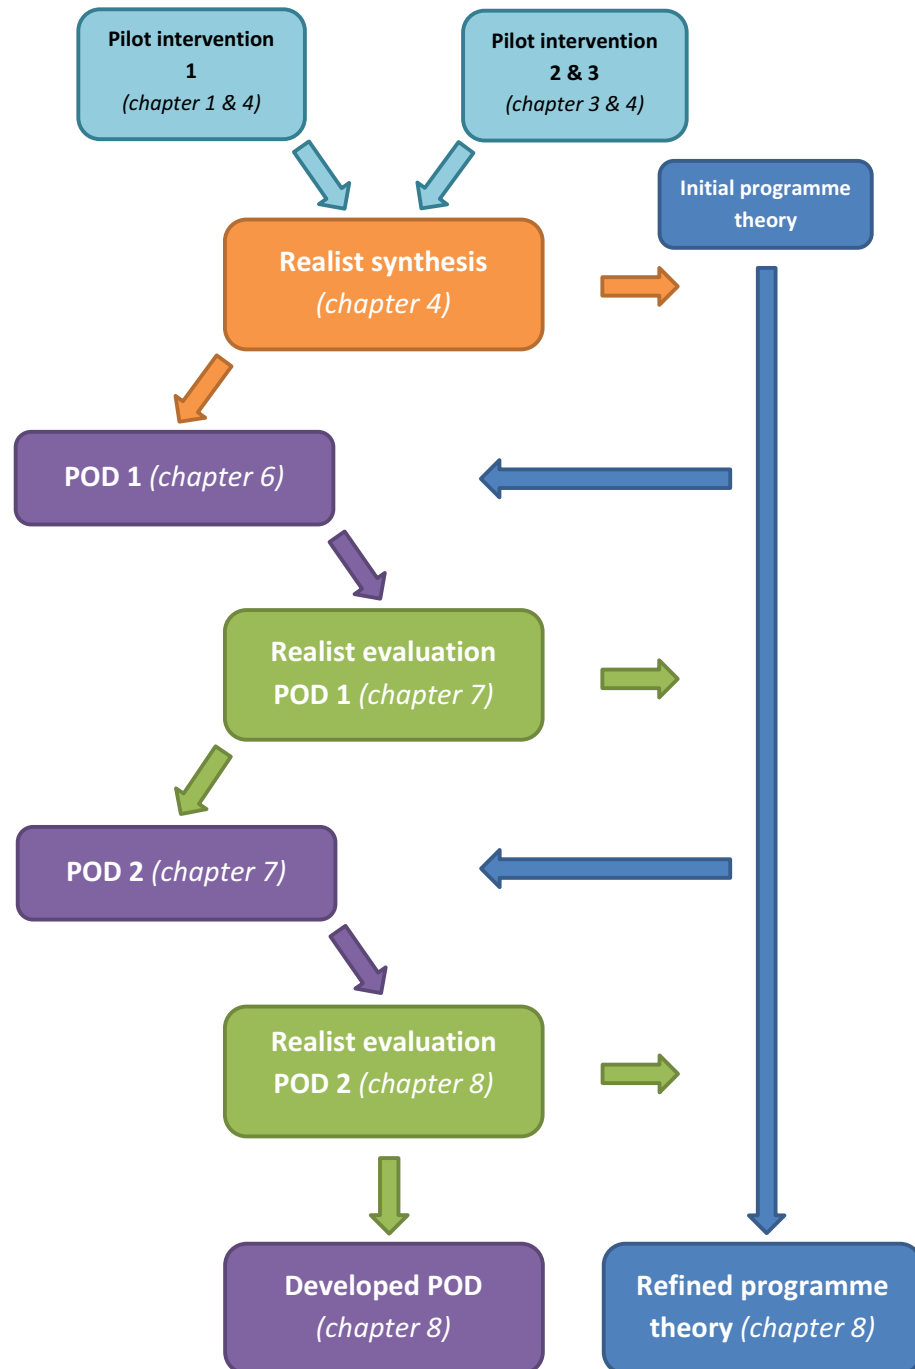 Pilot intervention
1
(chapter 1 & 4)
Pilot intervention
2 & 3
(chapter 3 & 4)
Initial programme
theory
Realist synthesis
(chapter 4)
POD 1 (chapter 6)
Realist evaluation
POD 1 (chapter 7)
POD 2 (chapter 7)
Realist evaluation
POD 2 (chapter 8)
Developed POD
(chapter 8)
Refined programme
theory (chapter 8)